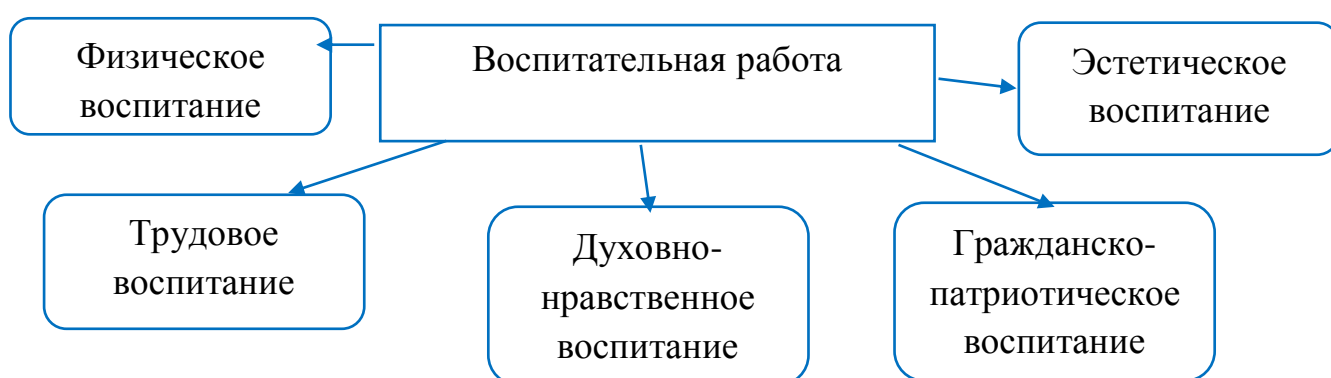 Физическое
воспитание
Воспитательная работа
Эстетическое
воспитание
Трудовое
воспитание
Духовно-
нравственное
воспитание
Гражданско-
патриотическое
воспитание